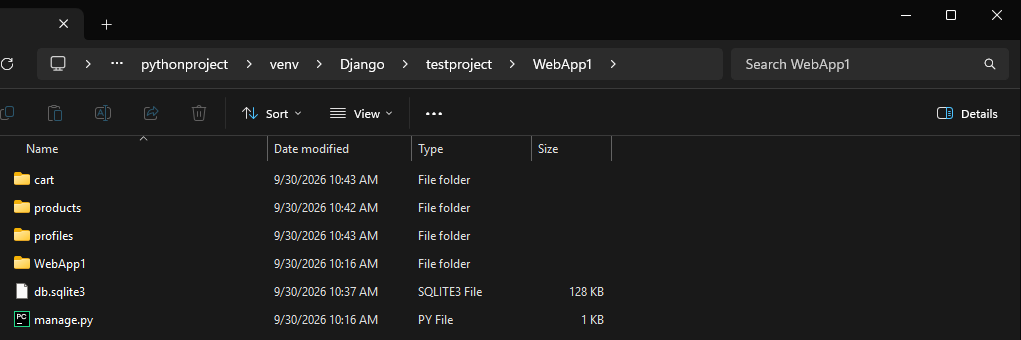 ··· pythonproject venv Django testproject WebApp1 Search WebApp1
Sort View ··· Details
Name Date modified Type Size
cart 9/30/2026 10:43 AM File folder
products 9/30/2026 10:42 AM File folder
profiles 9/30/2026 10:43 AM File folder
WebApp1 9/30/2026 10:16 AM File folder
db.sqlite3 9/30/2026 10:37 AM SQLITE3 File 128 KB
PC manage.py 9/30/2026 10:16 AM PY File 1 KB